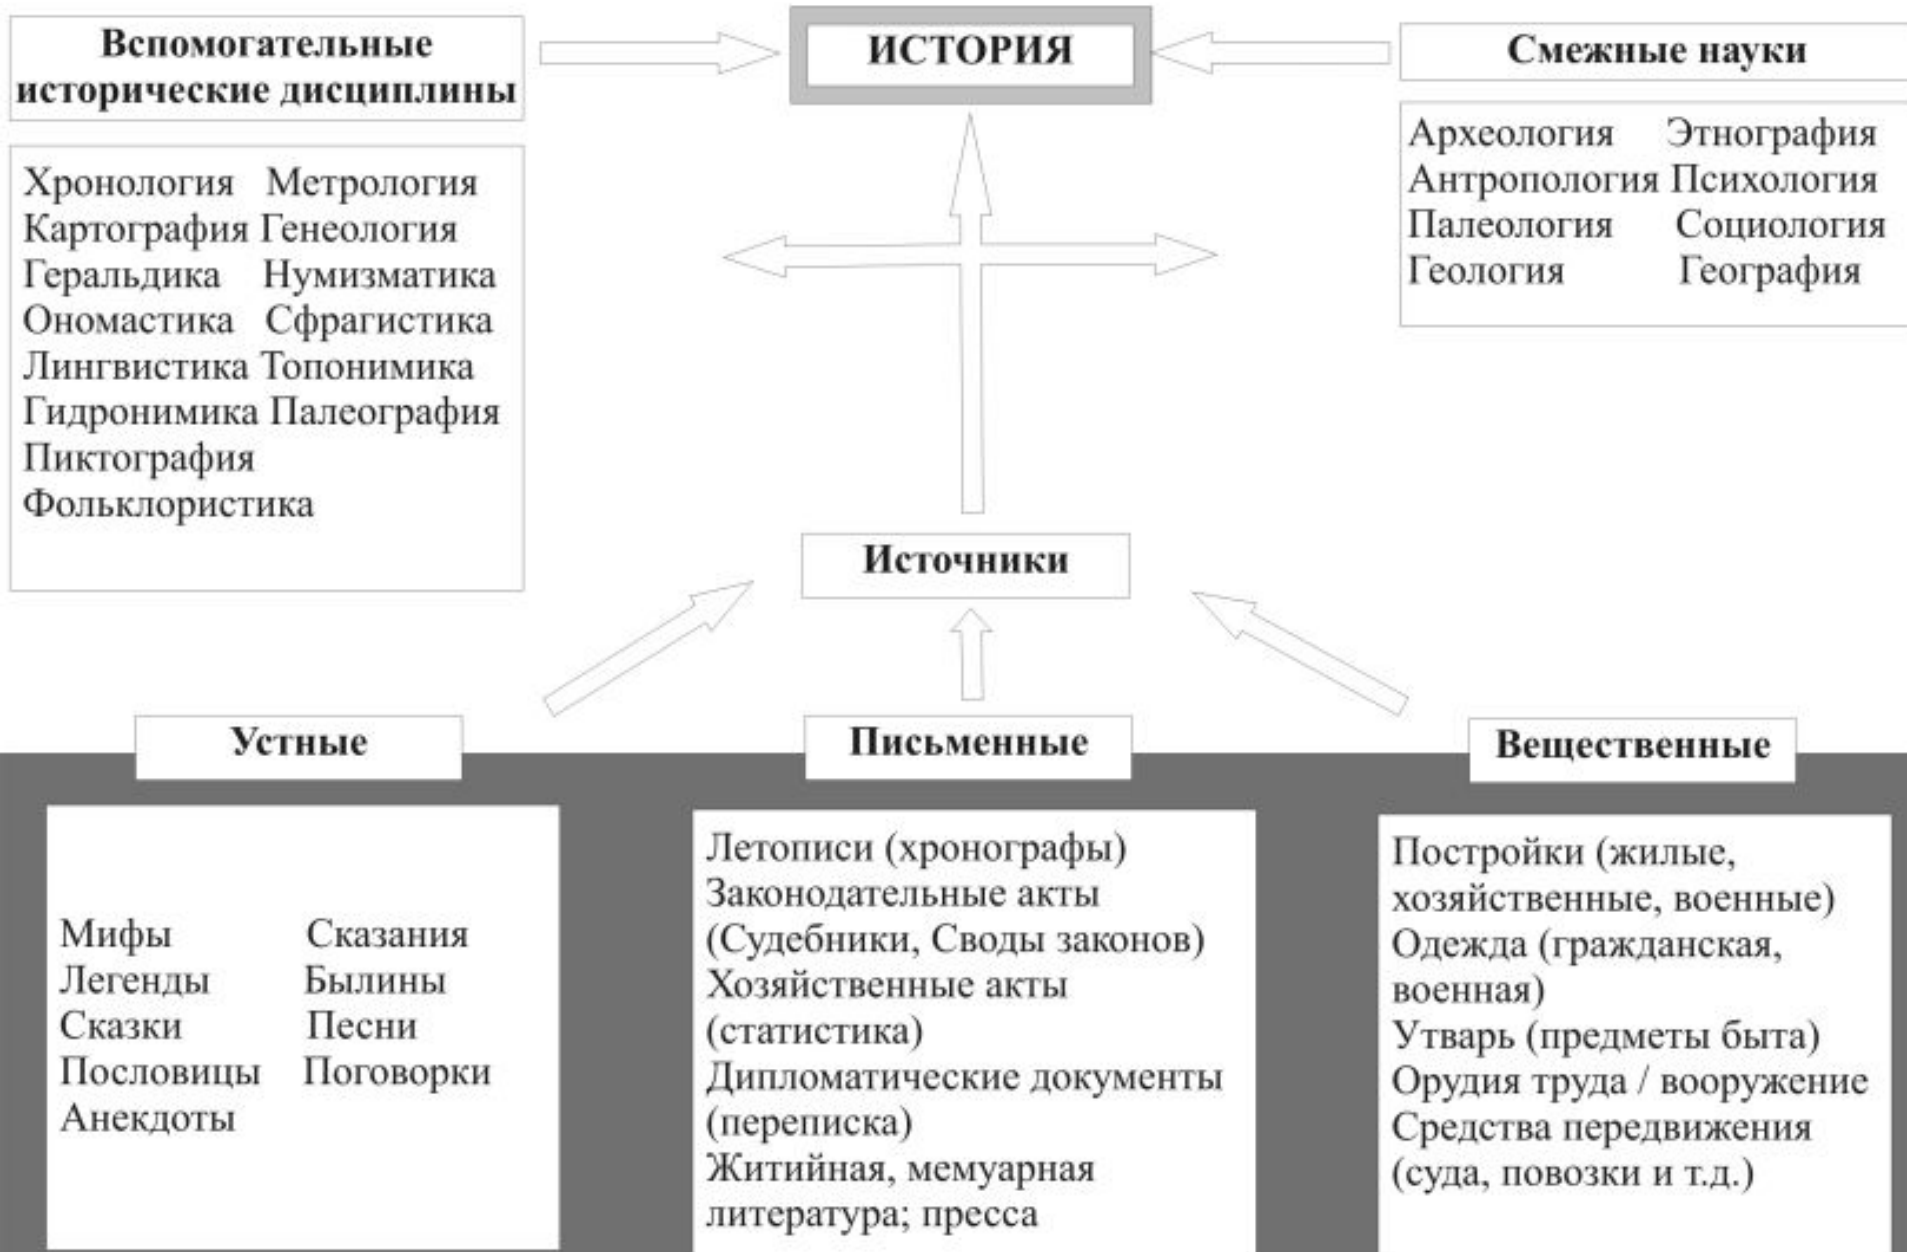 Вспомогательные
исторические дисциплины
ИСТОРИЯ
Смежные науки
Хронология Метрология
Картография Генеология
Геральдика Нумизматика
Ономастика Сфрагистика
Лингвистика Топонимика
Гидронимика Палеография
Пиктография
Фольклористика
Археология Этнография
Антропология Психология
Палеология Социология
Геология География
Источники
Устные
Мифы Сказания
Легенды Былины
Сказки Песни
Пословицы Поговорки
Анекдоты
Письменные
Летописи (хронографы)
Законодательные акты
(Судебники, Своды законов)
Хозяйственные акты
(статистика)
Дипломатические документы
(переписка)
Житийная, мемуарная
литература; пресса
Вещественные
Постройки (жилые,
хозяйственные, военные)
Одежда (гражданская,
военная)
Утварь (предметы быта)
Орудия труда / вооружение
Средства передвижения
(суда, повозки и т.д.)